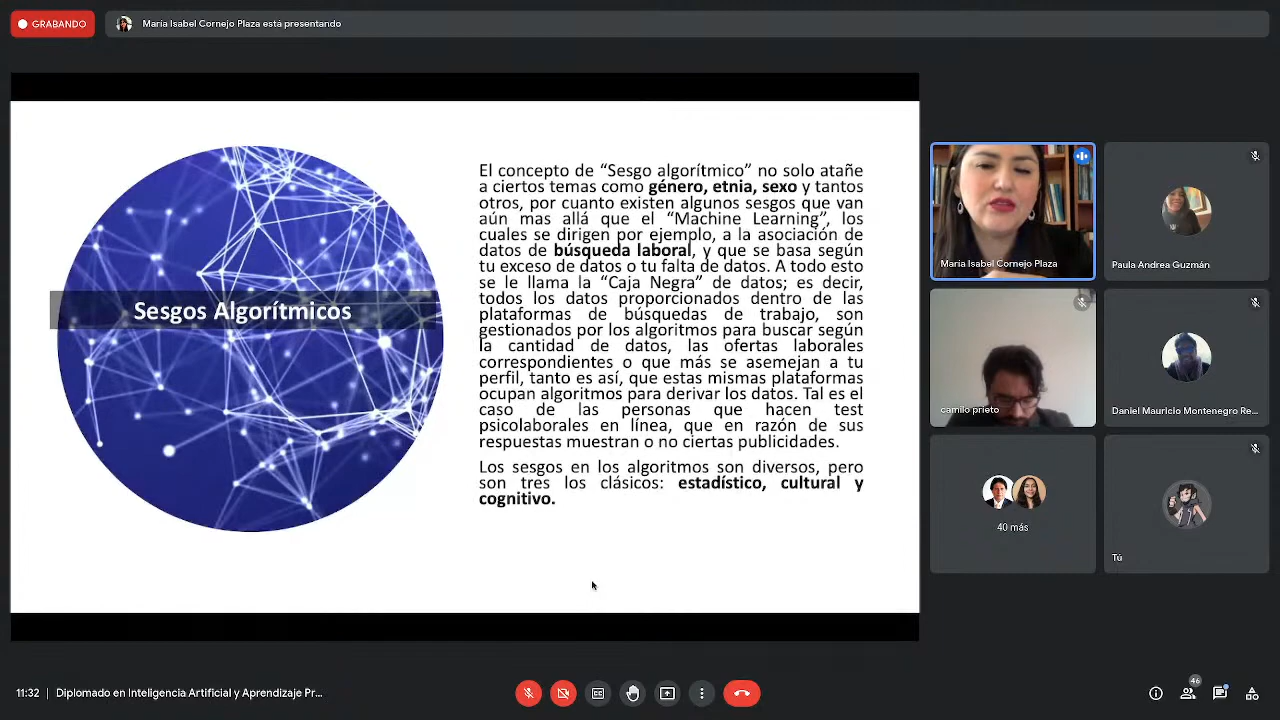 GRABANDO
María Isabel Cornejo Plaza está presentando
Sesgos Algorítmicos
El concepto de “Sesgo algorítmico” no solo atañe
a ciertos temas como género, etnia, sexo y tantos
otros, por cuanto existen algunos sesgos que van
aún mas allá que el “Machine Learning”, los
cuales se dirigen por ejemplo, a la asociación de
datos de búsqueda laboral, y que se basa según
tu exceso de datos o tu falta de datos. A todo esto
se le llama la “Caja Negra” de datos; es decir,
todos los datos proporcionados dentro de las
plataformas de búsquedas de trabajo, son
gestionados por los algoritmos para buscar según
la cantidad de datos, las ofertas laborales
correspondientes o que más se asemejan a tu
perfil, tanto es así, que estas mismas plataformas
ocupan algoritmos para derivar los datos. Tal es el
caso de las personas que hacen test
psicolaborales en línea, que en razón de sus
respuestas muestran o no ciertas publicidades.
Los sesgos en los algoritmos son diversos, pero
son tres los clásicos: estadístico, cultural y
cognitivo.
María Isabel Cornejo Plaza
Paula Andrea Guzmán
camilo prieto
Daniel Mauricio Montenegro Re...
40 más
Tú
11:32 | Diplomado en Inteligencia Artificial y Aprendizaje Pr...
46